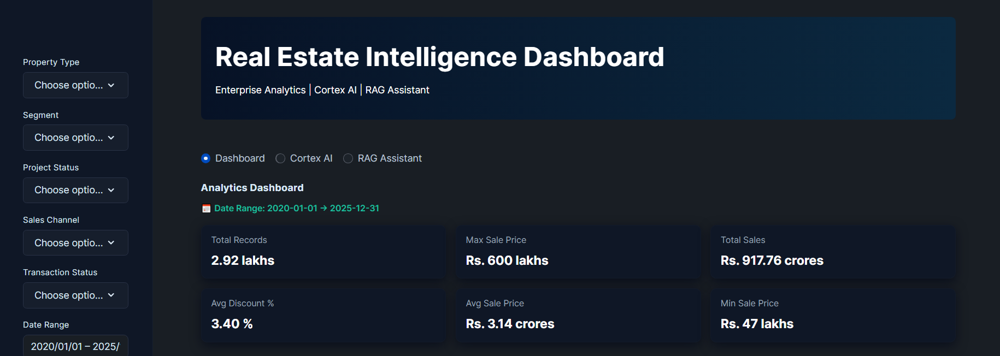 Property Type
Choose optio...
Segment
Choose optio...
Project Status
Choose optio...
Sales Channel
Choose optio...
Transaction Status
Choose optio...
Date Range
2020/01/01 – 2025/
Real Estate Intelligence Dashboard
Enterprise Analytics | Cortex AI | RAG Assistant
Dashboard Cortex AI RAG Assistant
Analytics Dashboard
Date Range: 2020-01-01 → 2025-12-31
Total Records
2.92 lakhs
Max Sale Price
Rs. 600 lakhs
Total Sales
Rs. 917.76 crores
Avg Discount %
3.40 %
Avg Sale Price
Rs. 3.14 crores
Min Sale Price
Rs. 47 lakhs